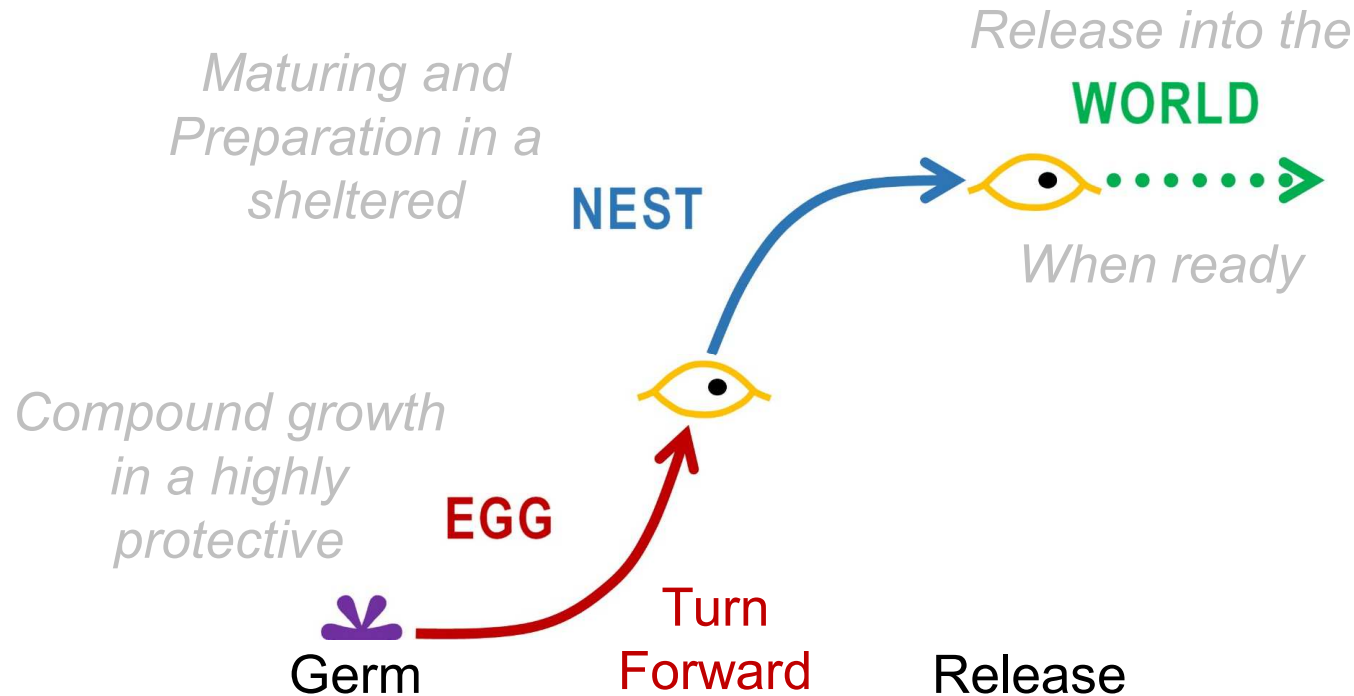 Release into the
WORLD
Maturing and
Preparation in a
sheltered
NEST
When ready
Compound growth
in a highly
protective
EGG
Turn
Forward
Germ
Release